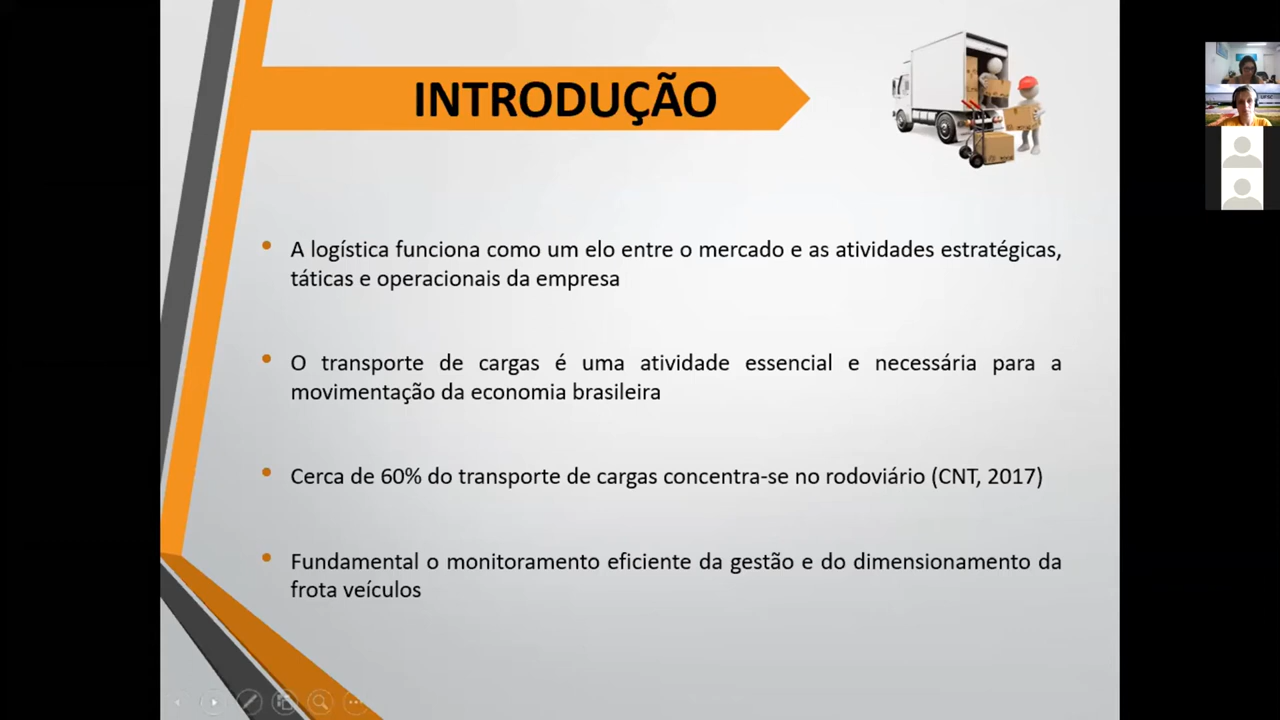 INTRODUÇÃO
• A logística funciona como um elo entre o mercado e as atividades estratégicas,
táticas e operacionais da empresa
• O transporte de cargas é uma atividade essencial e necessária para a
movimentação da economia brasileira
• Cerca de 60% do transporte de cargas concentra-se no rodoviário (CNT, 2017)
• Fundamental o monitoramento eficiente da gestão e do dimensionamento da
frota veículos